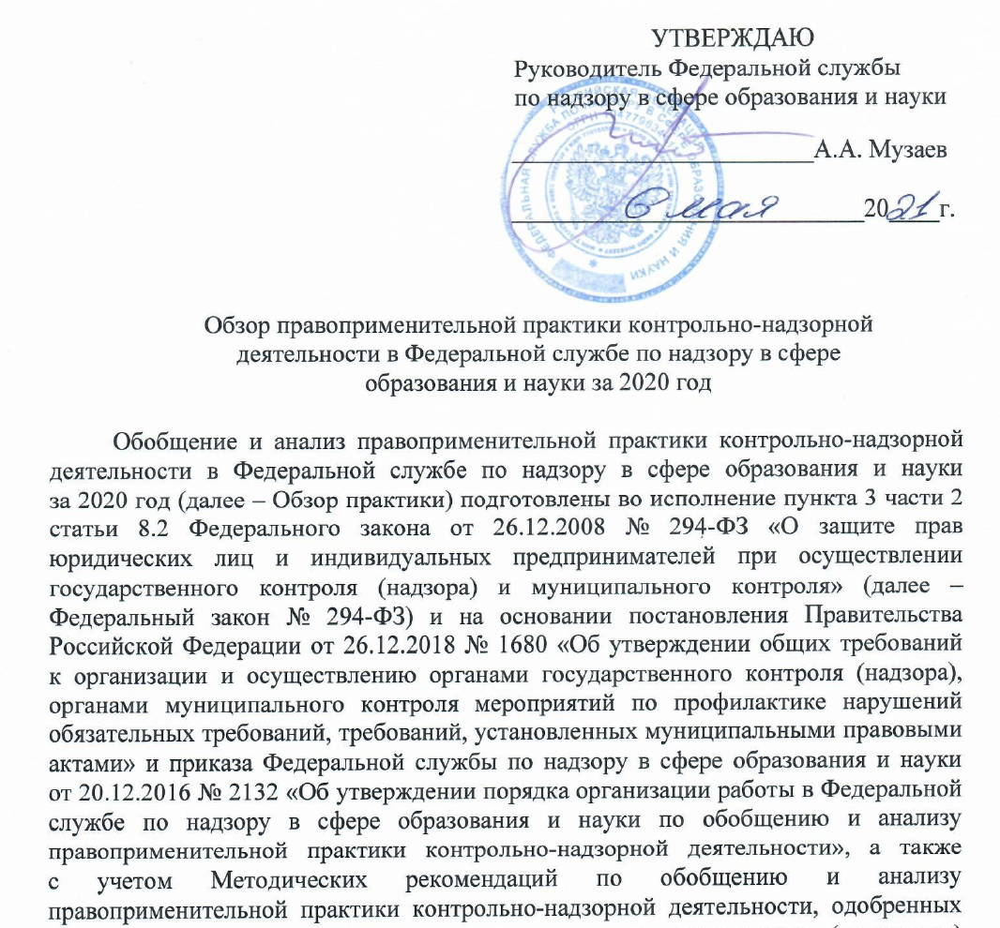 УТВЕРЖДАЮ
Руководитель Федеральной службы
по надзору в сфере образования и науки
А.А. Музаев
6 мая 2021 г.
Обзор правоприменительной практики контрольно-надзорной
деятельности в Федеральной службе по надзору в сфере
образования и науки за 2020 год
Обобщение и анализ правоприменительной практики контрольно-надзорной
деятельности в Федеральной службе по надзору в сфере образования и науки
за 2020 год (далее – Обзор практики) подготовлены во исполнение пункта 3 части 2
статьи 8.2 Федерального закона от 26.12.2008 № 294-ФЗ «О защите прав
юридических лиц и индивидуальных предпринимателей при осуществлении
государственного контроля (надзора) и муниципального контроля» (далее –
Федеральный закон № 294-ФЗ) и на основании постановления Правительства
Российской Федерации от 26.12.2018 № 1680 «Об утверждении общих требований
к организации и осуществлению органами государственного контроля (надзора),
органами муниципального контроля мероприятий по профилактике нарушений
обязательных требований, требований, установленных муниципальными правовыми
актами» и приказа Федеральной службы по надзору в сфере образования и науки
от 20.12.2016 № 2132 «Об утверждении порядка организации работы в Федеральной
службе по надзору в сфере образования и науки по обобщению и анализу
правоприменительной практики контрольно-надзорной деятельности», а также
с учетом Методических рекомендаций по обобщению и анализу
правоприменительной практики контрольно-надзорной деятельности, одобренных